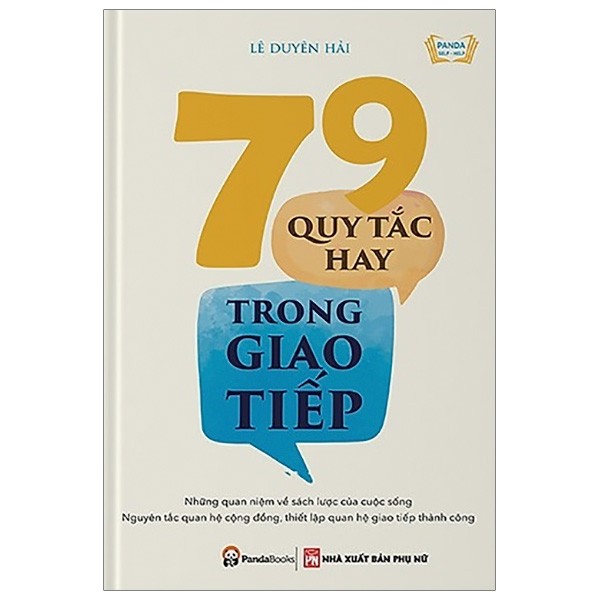 LÊ DUYÊN HẢI
PANDA
SELF - HELP
79
QUY TẮC
HAY
TRONG
GIAO
TIẾP
Những quan niệm về sách lược của cuộc sống
Nguyên tắc quan hệ cộng đồng, thiết lập quan hệ giao tiếp thành công
PandaBooks
PN
NHÀ XUẤT BẢN PHỤ NỮ